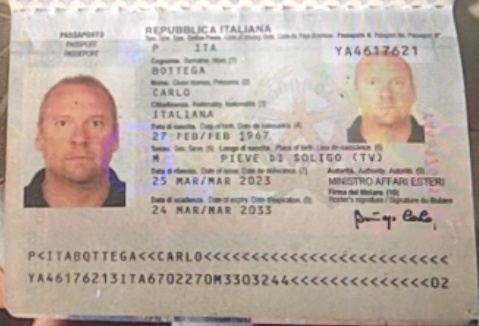 REPUBBLICA ITALIANA
PASSAPORTO
PASSPORT
PASSEPORT
P ITA YA4617621
Cognome. Surname. Nom. (1)
BOTTEGA
Nome. Given Names. Prénoms. (2)
CARLO
Cittadinanza. Nationality. Nationalité. (3)
ITALIANA
Data di nascita. Date of birth. Date de naissance. (4)
27 FEB/FEB 1967
Sesso. Sex. Sexe. (5) Luogo di nascita. Place of birth. Lieu de naissance. (6)
M PIEVE DI SOLIGO (TV)
Data di rilascio. Date of issue. Date de délivrance. (7) Autorità. Authority. Autorité. (9)
25 MAR/MAR 2023 MINISTRO AFFARI ESTERI
Data di scadenza. Date of expiry. Date d'expiration. (8) Firma del titolare. (10)
Holder's signature / Signature du titulaire
24 MAR/MAR 2033
P<ITABOTTEGA<<CARLO<<<<<<<<<<<<<<<<<<<<<<<<<
YA46176213ITA6702270M3303244<<<<<<<<<<<<<<02